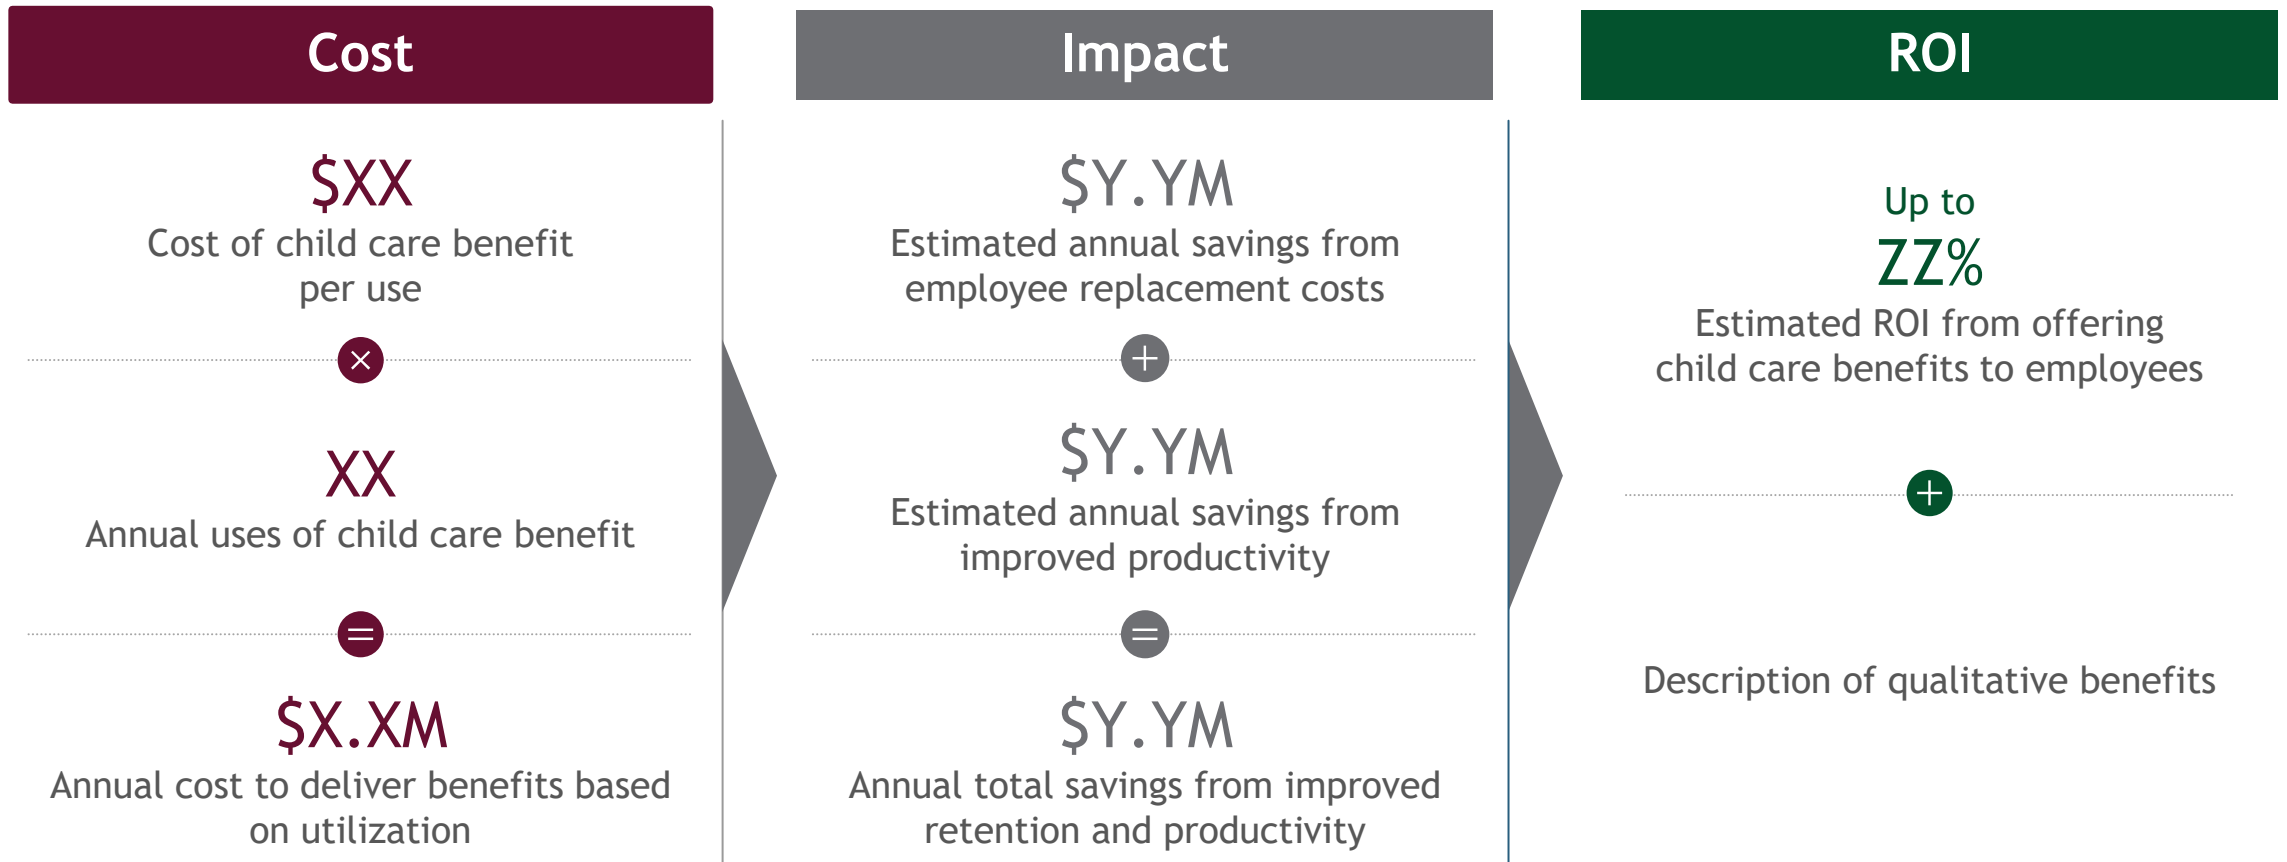 Cost
$XX
Cost of child care benefit
per use
×
XX
Annual uses of child care benefit
=
$X.XM
Annual cost to deliver benefits based
on utilization
Impact
$Y.YM
Estimated annual savings from
employee replacement costs
+
$Y.YM
Estimated annual savings from
improved productivity
=
$Y.YM
Annual total savings from improved
retention and productivity
ROI
Up to
ZZ%
Estimated ROI from offering
child care benefits to employees
+
Description of qualitative benefits